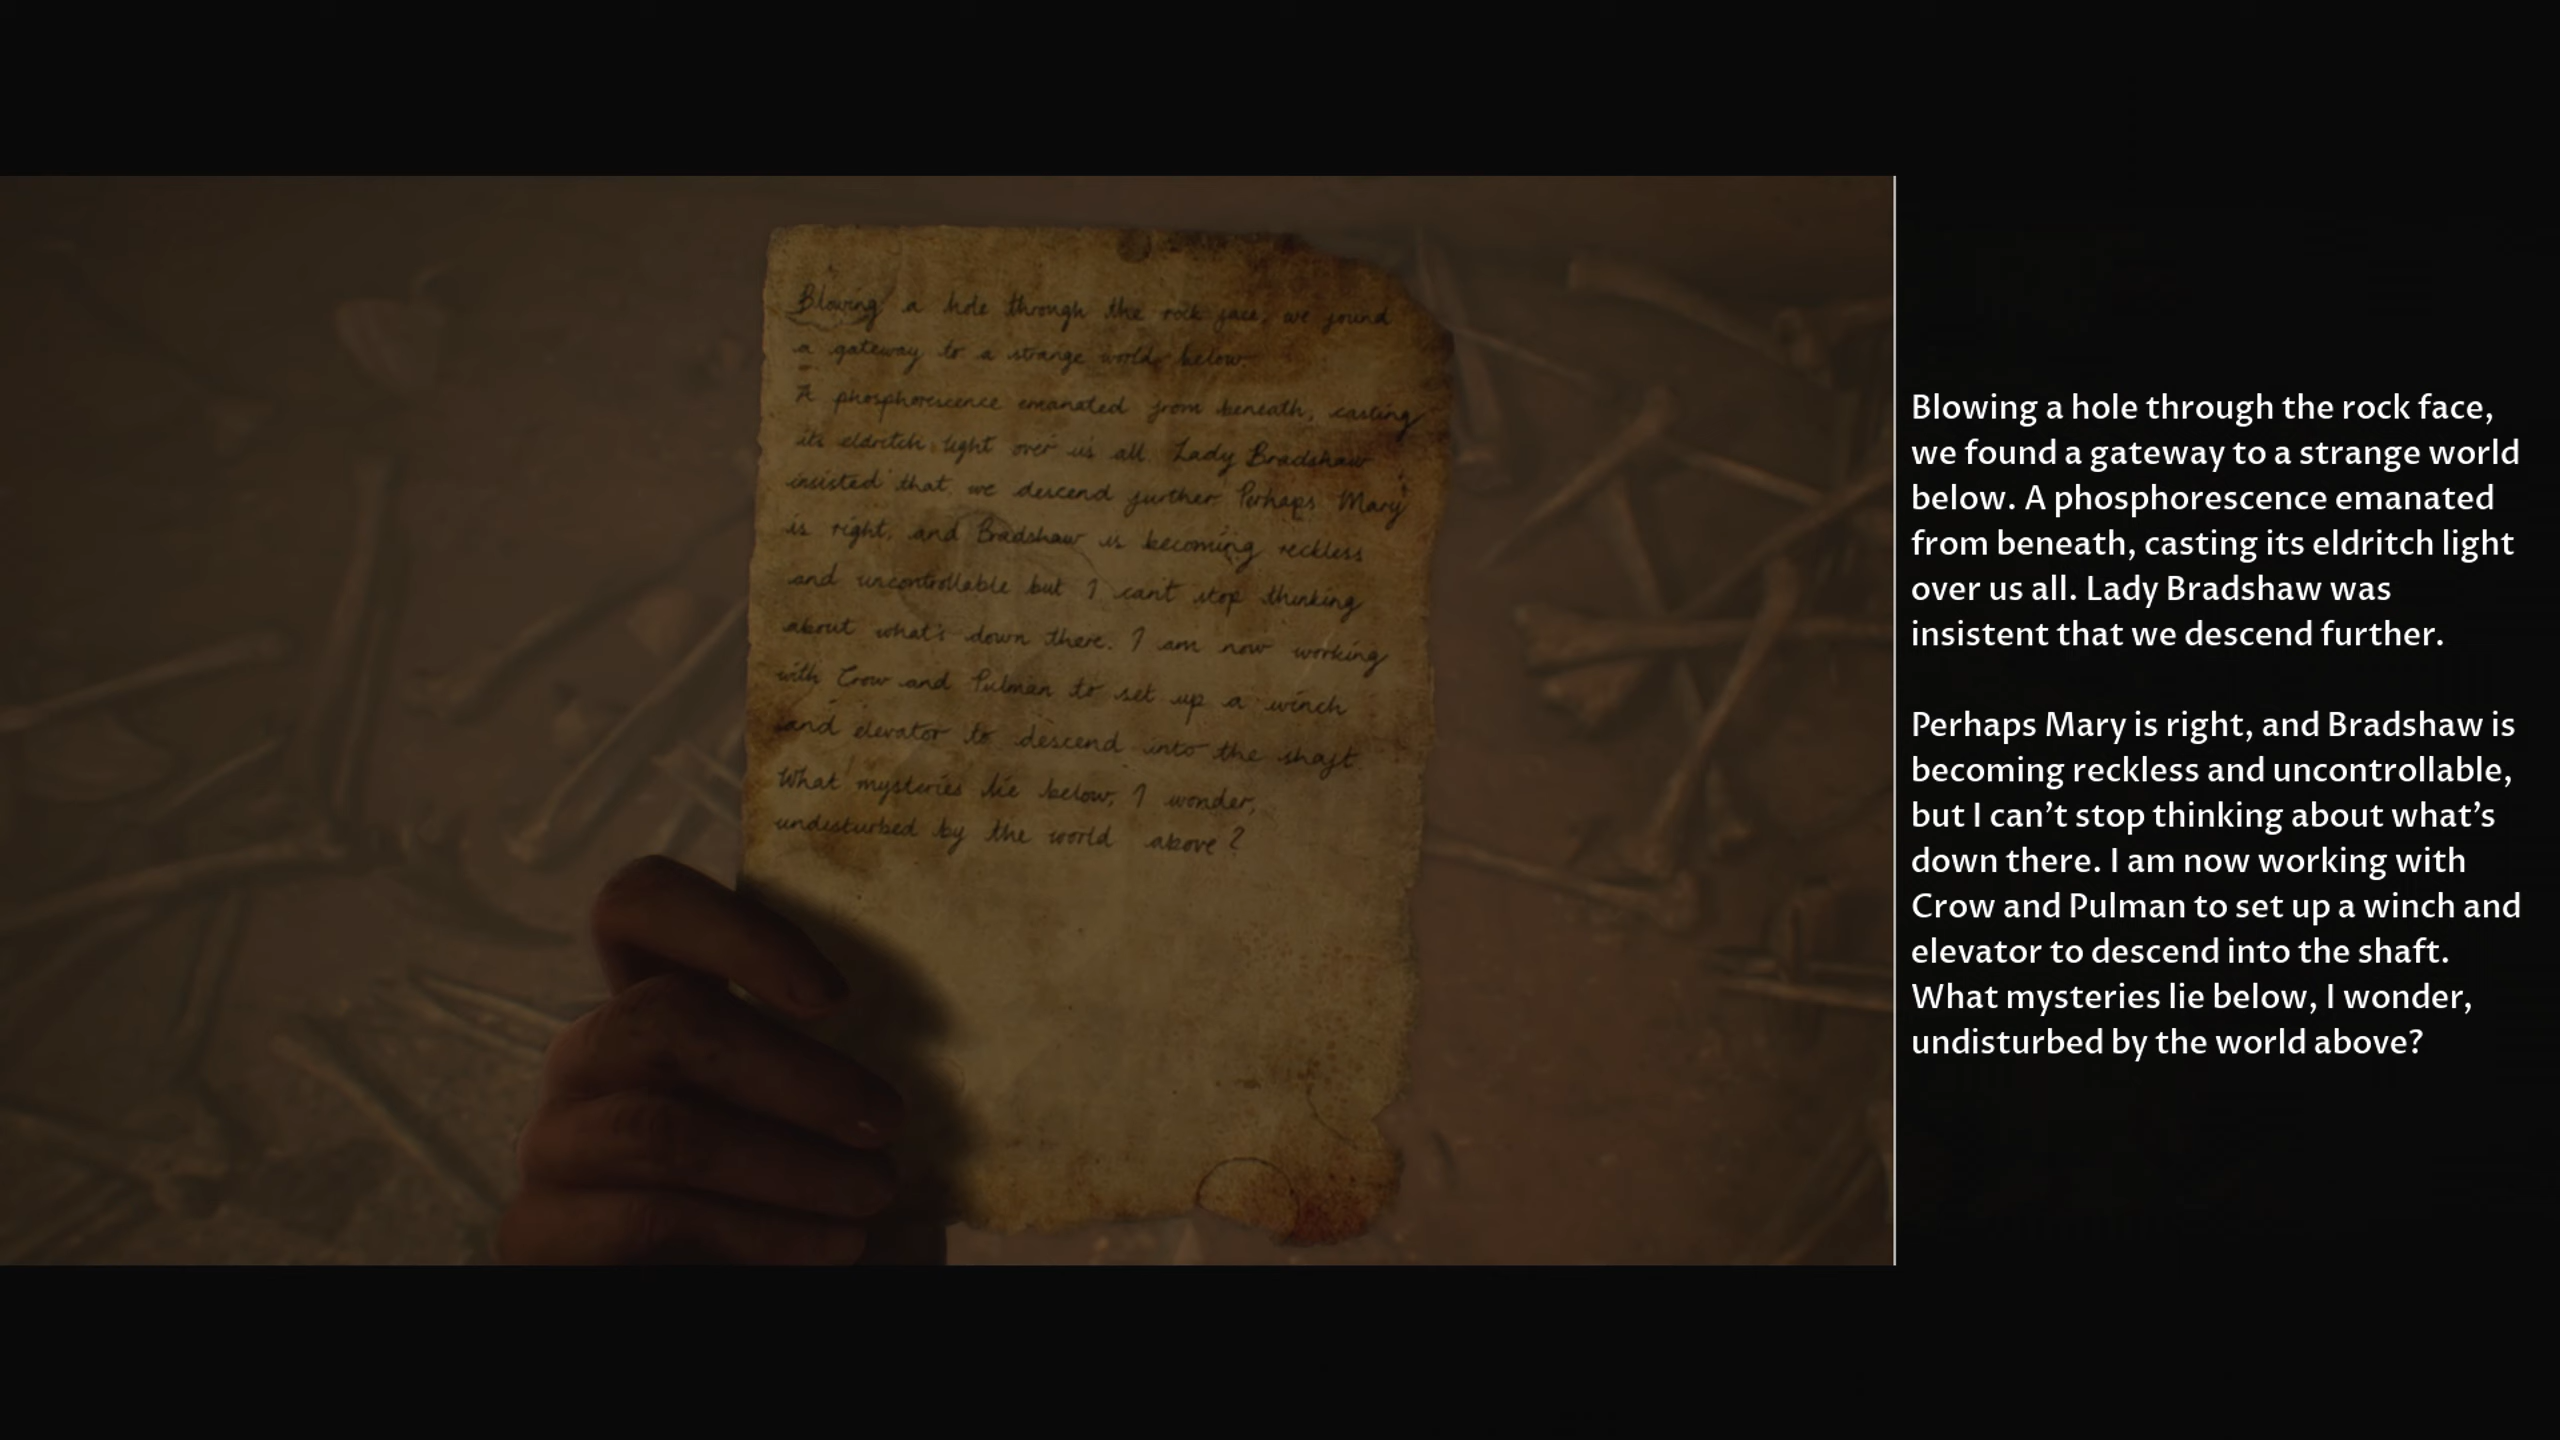 Blowing a hole through the rock face, we found
a gateway to a strange world below.
A phosphorescence emanated from beneath, casting
its eldritch light over us all. Lady Bradshaw
insisted that we descend further. Perhaps Mary
is right, and Bradshaw is becoming reckless
and uncontrollable but I can't stop thinking
about what's down there. I am now working
with Crow and Pulman to set up a winch
and elevator to descend into the shaft.
What mysteries lie below, I wonder,
undisturbed by the world above?
Blowing a hole through the rock face,
we found a gateway to a strange world
below. A phosphorescence emanated
from beneath, casting its eldritch light
over us all. Lady Bradshaw was
insistent that we descend further.
Perhaps Mary is right, and Bradshaw is
becoming reckless and uncontrollable,
but I can’t stop thinking about what’s
down there. I am now working with
Crow and Pulman to set up a winch and
elevator to descend into the shaft.
What mysteries lie below, I wonder,
undisturbed by the world above?